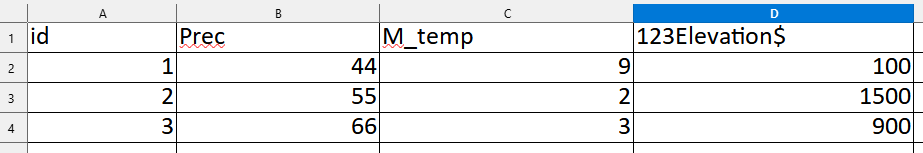 A B C D
1 id Prec M_temp 123Elevation$
2 1 44 9 100
3 2 55 2 1500
4 3 66 3 900